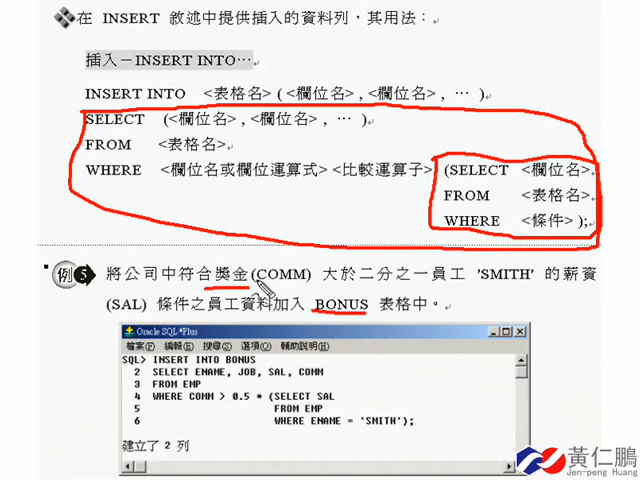 在 INSERT 敘述中提供插入的資料列，其用法：
插入－INSERT INTO…
INSERT INTO <表格名> ( <欄位名> , <欄位名> , … )
SELECT (<欄位名> , <欄位名> , … )
FROM <表格名>
WHERE <欄位名或欄位運算式> <比較運算子> (SELECT <欄位名>
FROM <表格名>
WHERE <條件> );
例 5 將公司中符合獎金(COMM) 大於二分之一員工 'SMITH' 的薪資
(SAL) 條件之員工資料加入 BONUS 表格中。
Oracle SQL*Plus
檔案(F) 編輯(E) 搜尋(S) 選項(O) 輔助說明(H)
SQL> INSERT INTO BONUS
2 SELECT ENAME, JOB, SAL, COMM
3 FROM EMP
4 WHERE COMM > 0.5 * (SELECT SAL
5 FROM EMP
6 WHERE ENAME = 'SMITH');
建立了 2 列
黃仁鵬
Jen-peng Huang